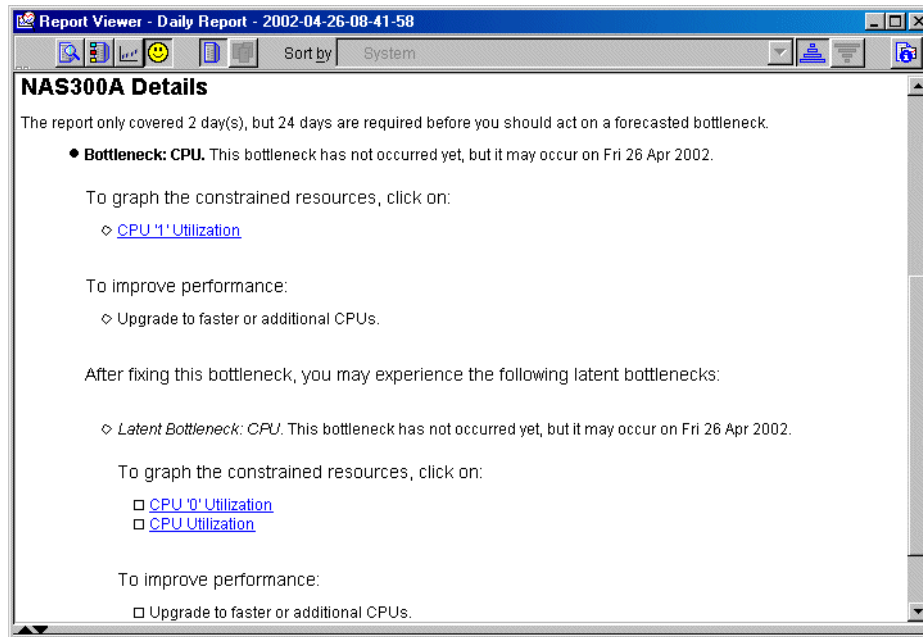 Report Viewer - Daily Report - 2002-04-26-08-41-58
Sort by System
NAS300A Details
The report only covered 2 day(s), but 24 days are required before you should act on a forecasted bottleneck.
Bottleneck: CPU. This bottleneck has not occurred yet, but it may occur on Fri 26 Apr 2002.
To graph the constrained resources, click on:
CPU '1' Utilization
To improve performance:
Upgrade to faster or additional CPUs.
After fixing this bottleneck, you may experience the following latent bottlenecks:
Latent Bottleneck: CPU. This bottleneck has not occurred yet, but it may occur on Fri 26 Apr 2002.
To graph the constrained resources, click on:
CPU '0' Utilization
CPU Utilization
To improve performance:
Upgrade to faster or additional CPUs.